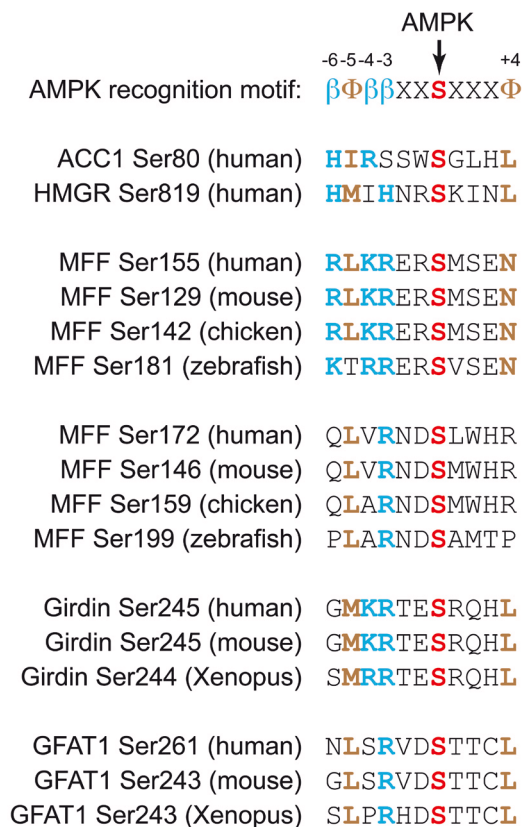 AMPK
-6-5-4-3 +4
AMPK recognition motif: βΦββXXSXXXΦ
ACC1 Ser80 (human) HIRSSWSGLHL
HMGR Ser819 (human) HMIHNRSKINL
MFF Ser155 (human) RLKRERSMSEN
MFF Ser129 (mouse) RLKRERSMSEN
MFF Ser142 (chicken) RLKRERSMSEN
MFF Ser181 (zebrafish) KTRRERSVSEN
MFF Ser172 (human) QLVRNDSLWHR
MFF Ser146 (mouse) QLVRNDSMWHR
MFF Ser159 (chicken) QLARNDSMWHR
MFF Ser199 (zebrafish) PLARNDSAMTP
Girdin Ser245 (human) GMKRTESRQHL
Girdin Ser245 (mouse) GMKRTESRQHL
Girdin Ser244 (Xenopus) SMRRTESRQHL
GFAT1 Ser261 (human) NLSRVDSTTCL
GFAT1 Ser243 (mouse) GLSRVDSTTCL
GFAT1 Ser243 (Xenopus) SLPRHDSTTCL